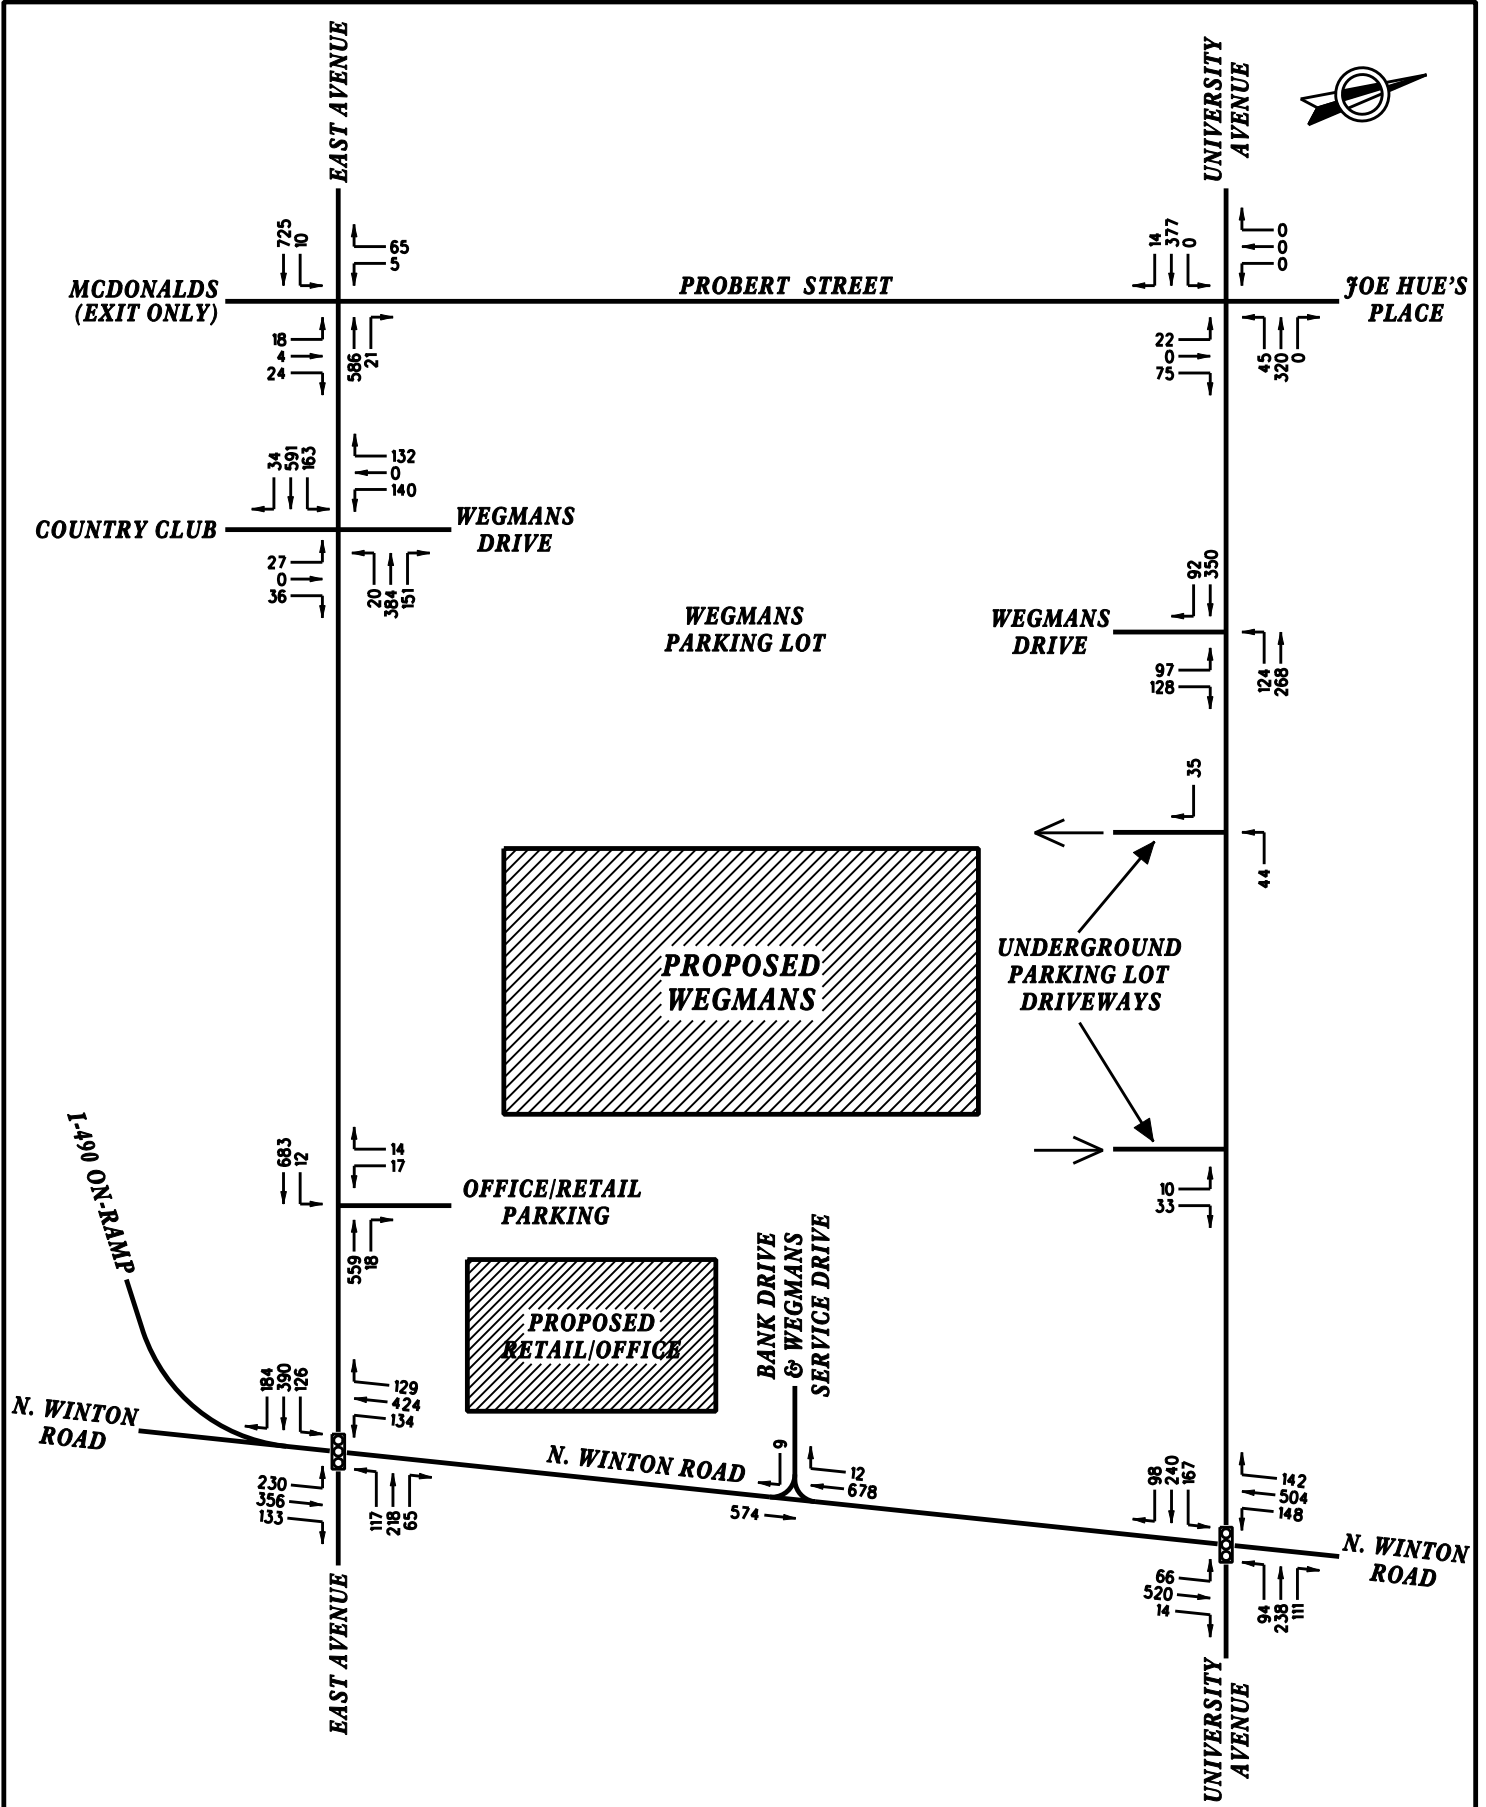 EAST AVENUE
UNIVERSITY
AVENUE
725
10
65
5
14
377
0
0
0
0
MCDONALDS
(EXIT ONLY)
PROBERT STREET
JOE HUE'S
PLACE
18
4
24
586
21
22
0
75
45
320
0
34
591
163
132
0
140
COUNTRY CLUB
WEGMANS
DRIVE
27
0
36
20
384
151
92
350
WEGMANS
PARKING LOT
WEGMANS
DRIVE
97
128
124
268
35
44
PROPOSED
WEGMANS
UNDERGROUND
PARKING LOT
DRIVEWAYS
I-490 ON-RAMP
683
12
14
17
10
33
OFFICE/RETAIL
PARKING
559
18
BANK DRIVE
& WEGMANS
SERVICE DRIVE
PROPOSED
RETAIL/OFFICE
184
390
126
129
424
134
N. WINTON
ROAD
N. WINTON ROAD
9
12
678
574
230
356
133
117
218
65
98
240
167
142
504
148
N. WINTON
ROAD
66
520
14
94
238
111
EAST AVENUE
UNIVERSITY
AVENUE